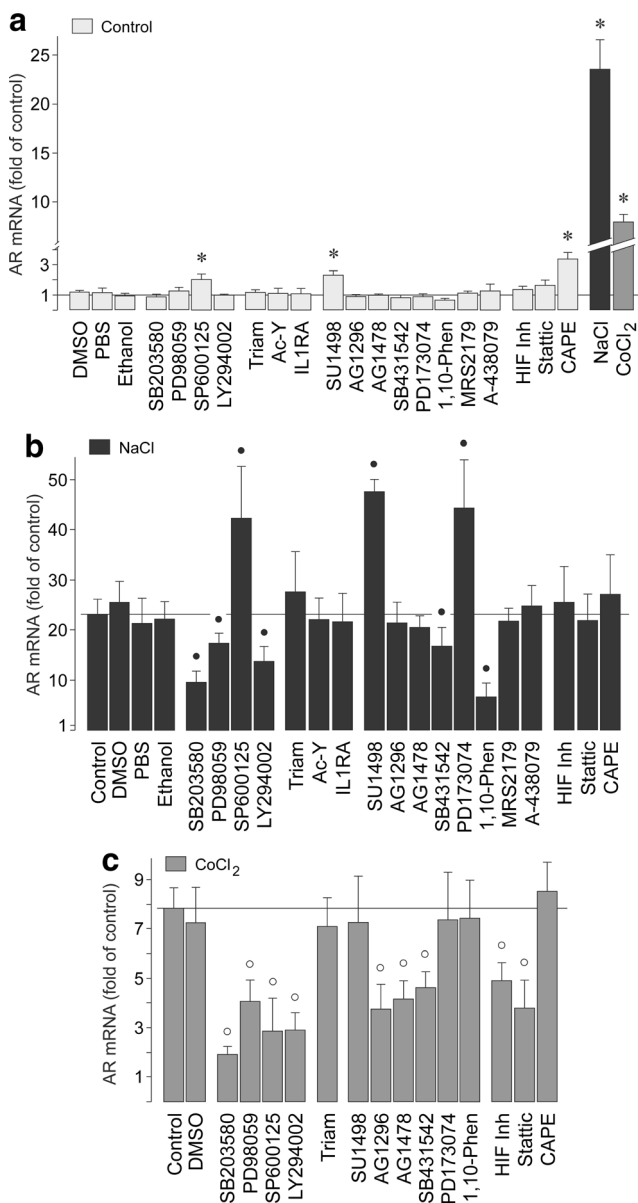 a
Control
AR mRNA (fold of control)
25
20
15
10
3
1
*
*
*
*
*
DMSO
PBS
Ethanol
SB203580
PD98059
SP600125
LY294002
Triam
Ac-Y
IL1RA
SU1498
AG1296
AG1478
SB431542
PD173074
1,10-Phen
MRS2179
A-438079
HIF Inh
Stattic
CAPE
NaCl
CoCl2
b
NaCl
AR mRNA (fold of control)
50
40
30
20
10
1
Control
DMSO
PBS
Ethanol
SB203580
PD98059
SP600125
LY294002
Triam
Ac-Y
IL1RA
SU1498
AG1296
AG1478
SB431542
PD173074
1,10-Phen
MRS2179
A-438079
HIF Inh
Stattic
CAPE
c
CoCl2
AR mRNA (fold of control)
9
7
5
3
1
Control
DMSO
SB203580
PD98059
SP600125
LY294002
Triam
SU1498
AG1296
AG1478
SB431542
PD173074
1,10-Phen
HIF Inh
Stattic
CAPE